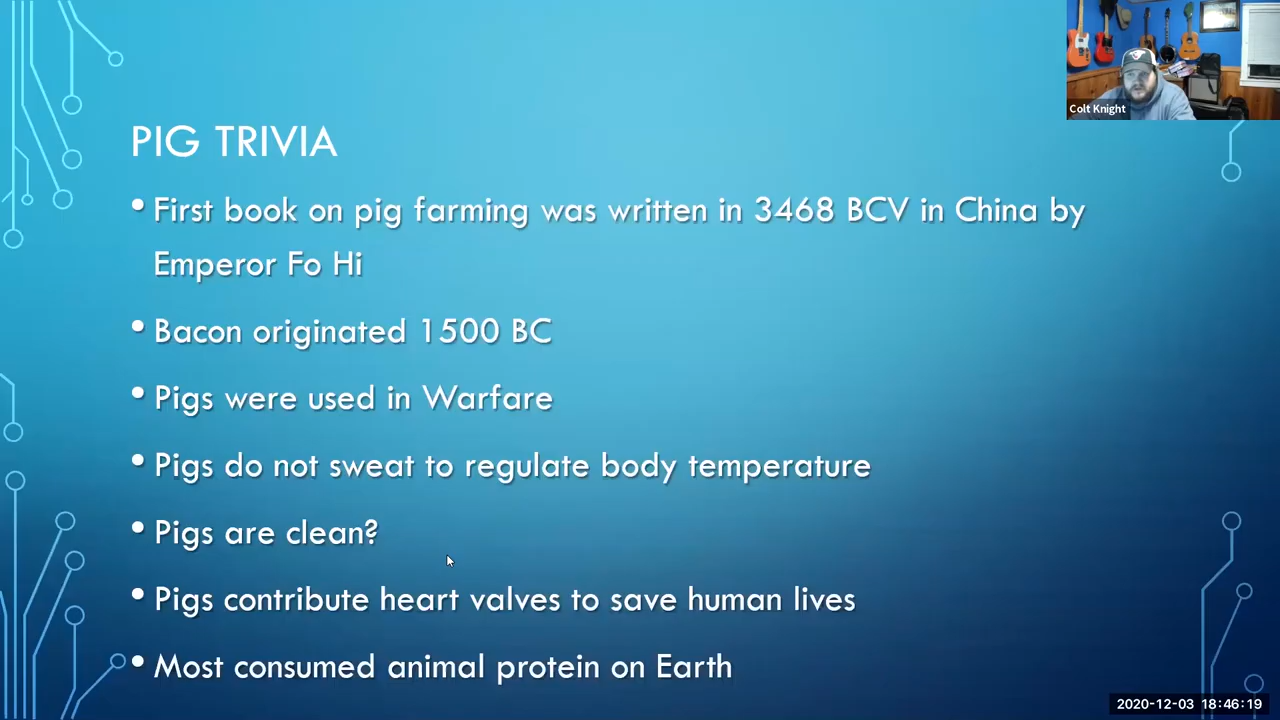 Colt Knight
PIG TRIVIA
• First book on pig farming was written in 3468 BCV in China by
Emperor Fo Hi
• Bacon originated 1500 BC
• Pigs were used in Warfare
• Pigs do not sweat to regulate body temperature
• Pigs are clean?
• Pigs contribute heart valves to save human lives
• Most consumed animal protein on Earth
2020-12-03 18:46:19